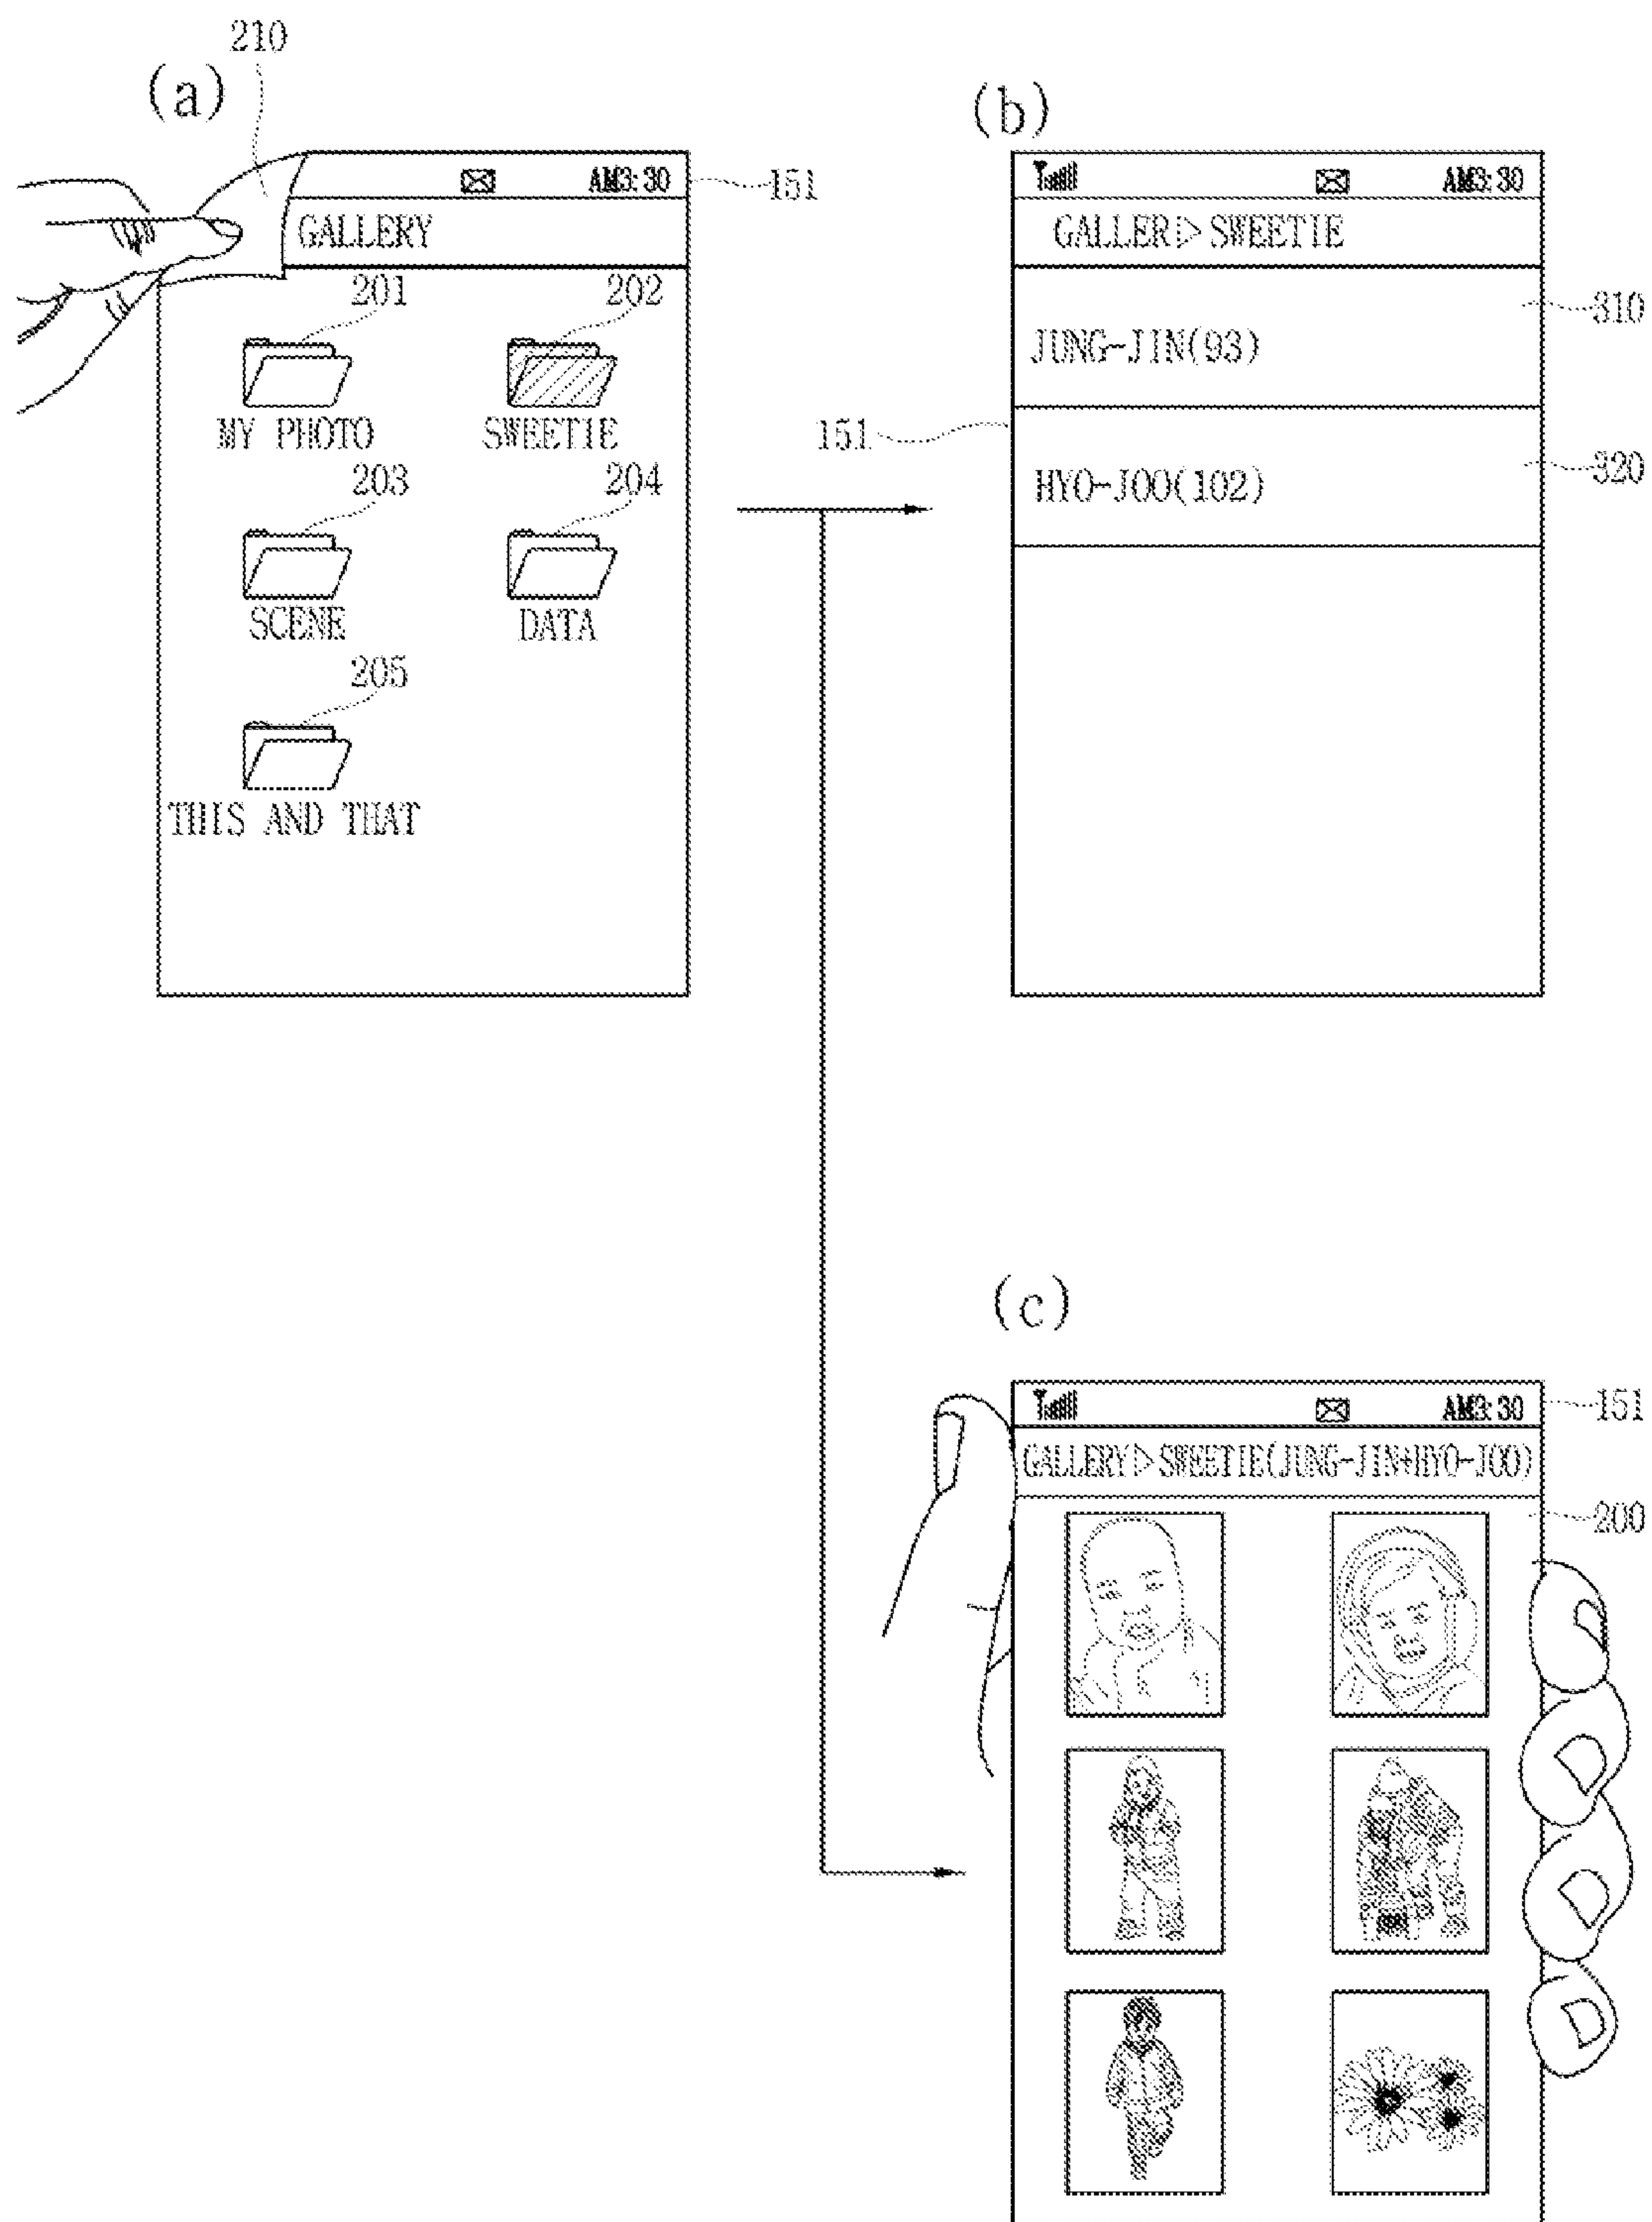 210
(a)
AM3:30
151
GALLERY
201
202
MY PHOTO
SWEETIE
203
204
SCENE
DATA
205
THIS AND THAT
(b)
AM3:30
GALLER▷SWEETIE
310
JUNG-JIN(93)
151
320
HYO-JOO(102)
(c)
AM3:30
151
GALLERY▷SWEETIE(JUNG-JIN+HYO-JOO)
200